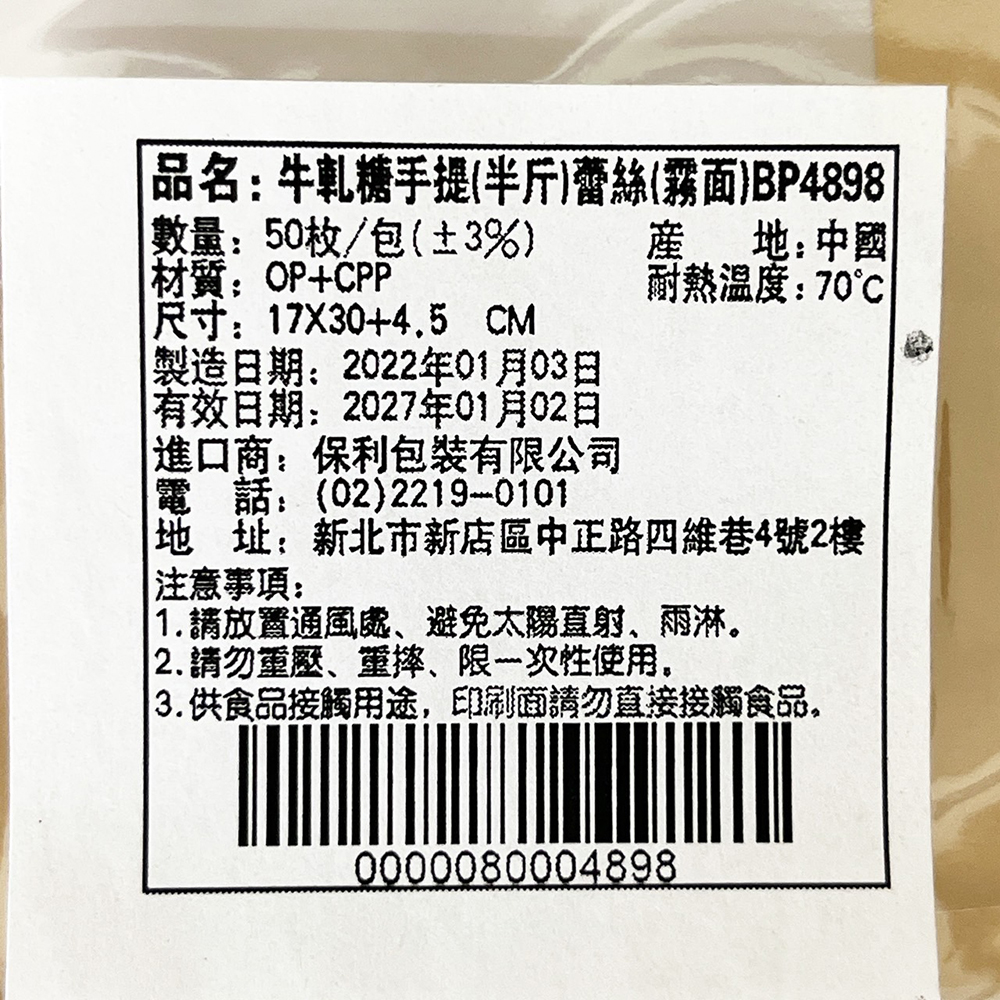 品名：牛軋糖手提(半斤)蕾絲(霧面)BP4898
數量：50枚/包(±3%) 產 地：中國
材質：OP+CPP 耐熱溫度：70℃
尺寸：17X30+4.5 CM
製造日期：2022年01月03日
有效日期：2027年01月02日
進口商：保利包裝有限公司
電 話：(02)2219-0101
地 址：新北市新店區中正路四維巷4號2樓
注意事項：
1.請放置通風處、避免太陽直射、雨淋。
2.請勿重壓、重摔、限一次性使用。
3.供食品接觸用途，印刷面請勿直接接觸食品。
0000080004898